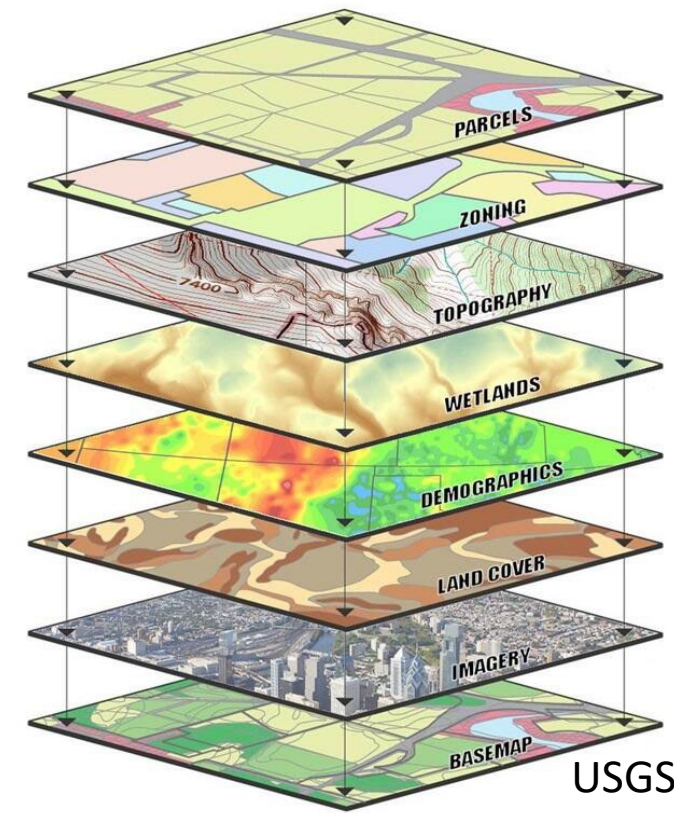 PARCELS
ZONING
7400
TOPOGRAPHY
WETLANDS
DEMOGRAPHICS
LAND COVER
IMAGERY
BASEMAP
USGS